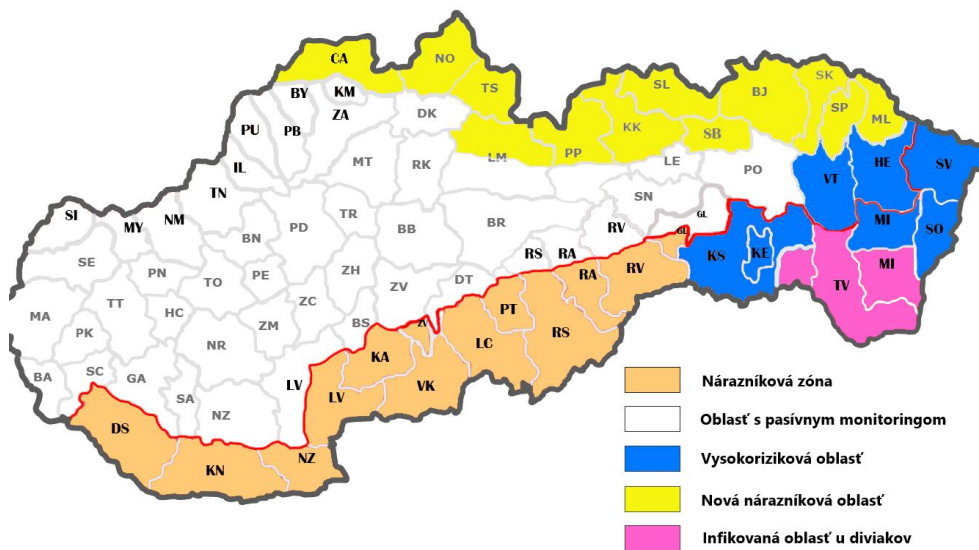 CA
NO
BY
KM
TS
SL
BJ
SK
PU
PB
ZA
DK
KK
SB
SP
ML
IL
MT
RK
LM
PP
LE
PO
VT
HE
SV
TN
SN
SI
MY
NM
PD
TR
BB
BR
GL
MI
SO
SE
BN
RV
GL
PN
TO
PE
ZH
ZV
DT
RS
RA
RA
RV
KS
KE
TV
MI
MA
TT
HC
ZC
BS
ZV
PT
PK
NR
ZM
KA
LC
RS
BA
SC
GA
SA
NZ
LV
LV
VK
DS
KN
NZ
Nárazníková zóna
Oblasť s pasívnym monitoringom
Vysokoriziková oblasť
Nová nárazníková oblasť
Infikovaná oblasť u diviakov